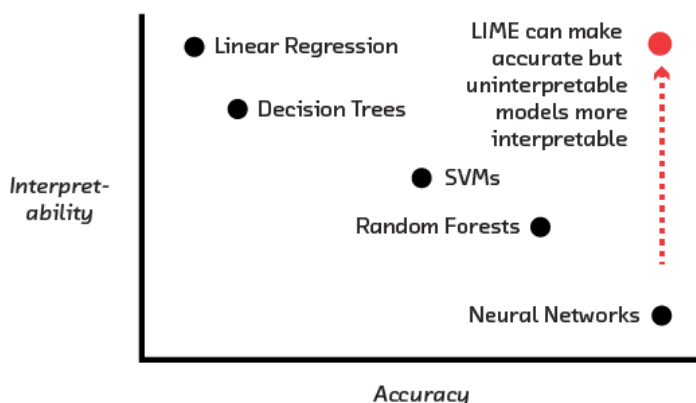 Linear Regression
LIME can make
accurate but
uninterpretable
models more
interpretable
Decision Trees
Interpret-
ability
SVMs
Random Forests
Neural Networks
Accuracy